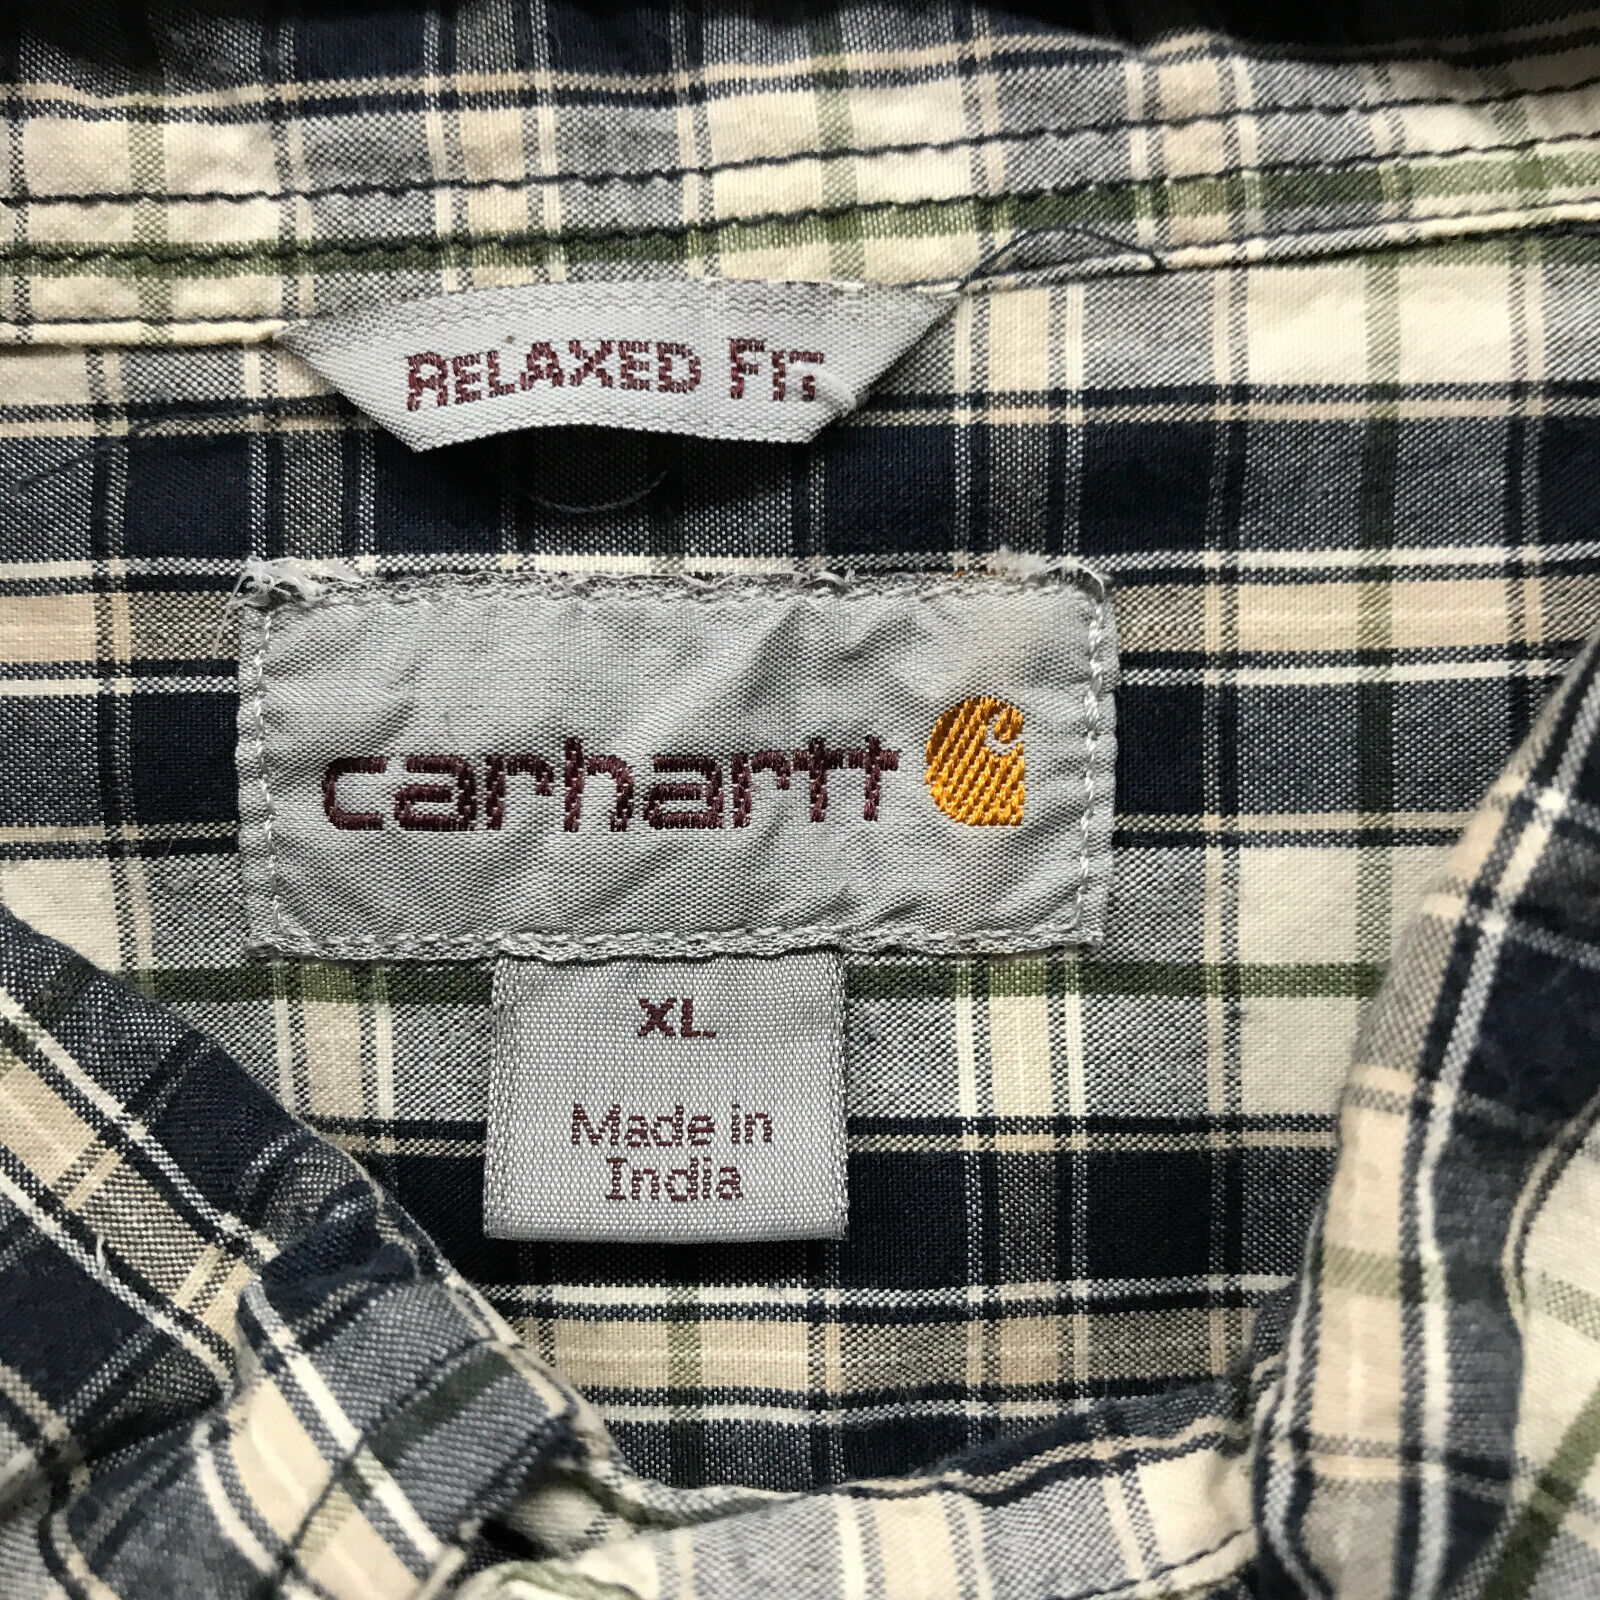 RELAXED FIT
carhartt
XL
Made in
India